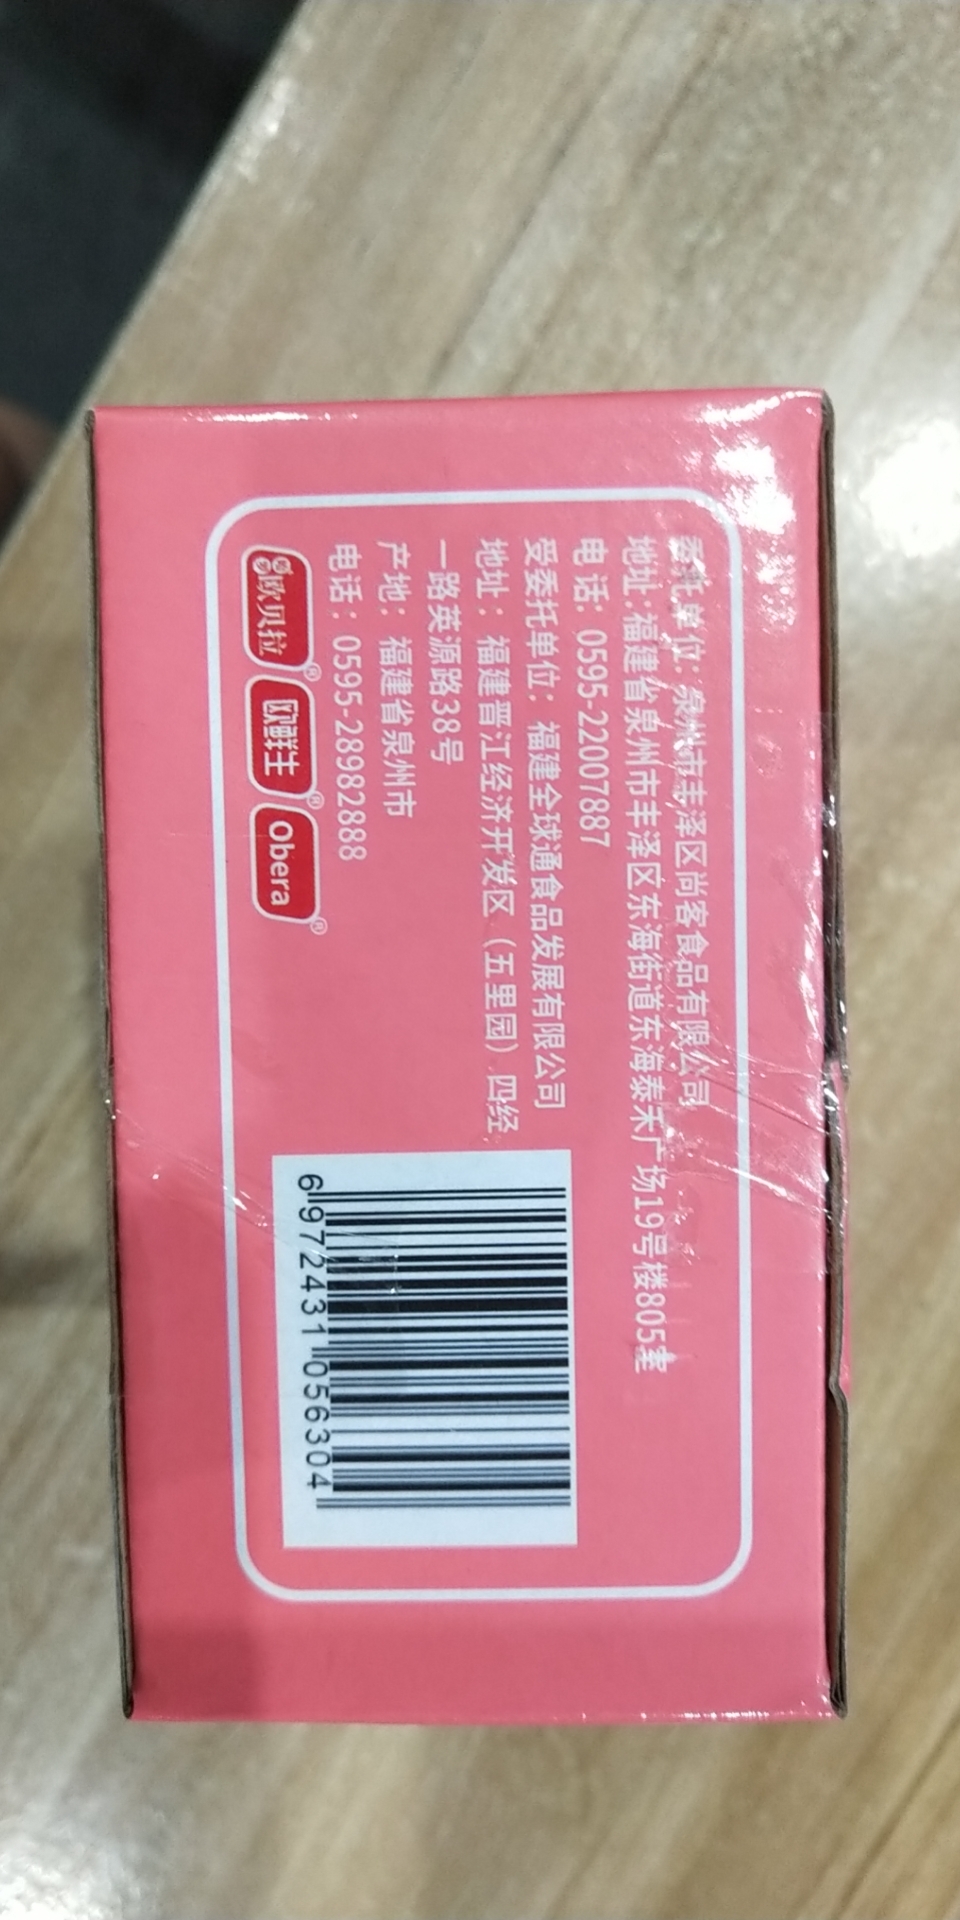 委托单位：泉州市丰泽区尚客食品有限公司
地址:福建省泉州市丰泽区东海街道东海泰禾广场19号楼805室
电话：0595-22007887
受委托单位：福建全球通食品发展有限公司
地址：福建晋江经济开发区（五里园）四经
一路英源路38号
产地：福建省泉州市
电话：0595-28982888
欧贝拉® 欧鲜生® Obera®
6972431056304